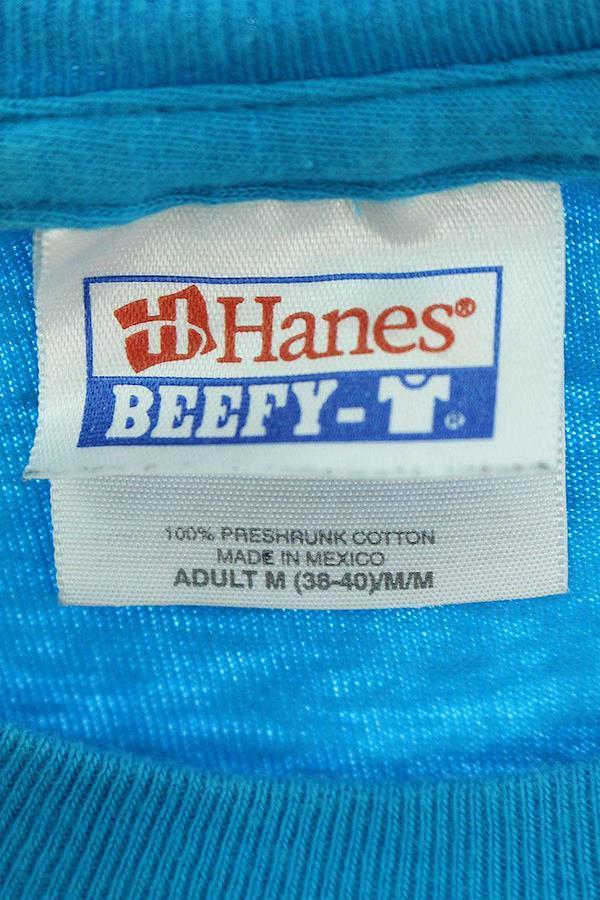 Hanes®
BEEFY-T®
100% PRESHRUNK COTTON
MADE IN MEXICO
ADULT M (38-40)/M/M